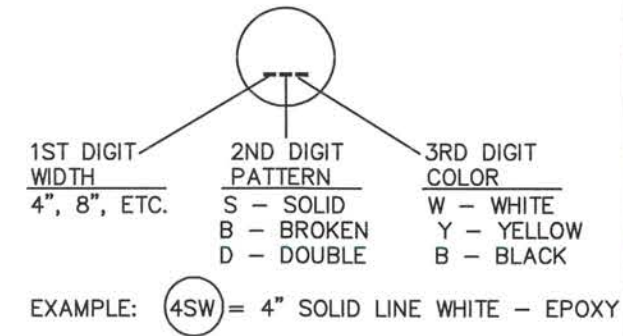 1ST DIGIT 2ND DIGIT 3RD DIGIT
WIDTH PATTERN COLOR
4", 8", ETC. S – SOLID W – WHITE
B – BROKEN Y – YELLOW
D – DOUBLE B – BLACK
EXAMPLE: 4SW = 4" SOLID LINE WHITE – EPOXY